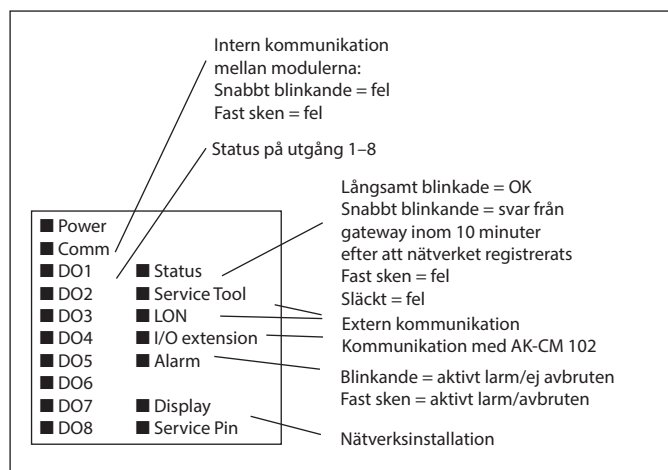 Intern kommunikation
mellan modulerna:
Snabbt blinkande = fel
Fast sken = fel
Status på utgång 1–8
Långsamt blinkade = OK
Snabbt blinkande = svar från
gateway inom 10 minuter
efter att nätverket registrerats
Fast sken = fel
Släckt = fel
Extern kommunikation
Kommunikation med AK-CM 102
Blinkande = aktivt larm/ej avbruten
Fast sken = aktivt larm/avbruten
Nätverksinstallation
Power
Comm
DO1
DO2
DO3
DO4
DO5
DO6
DO7
DO8
Status
Service Tool
LON
I/O extension
Alarm
Display
Service Pin